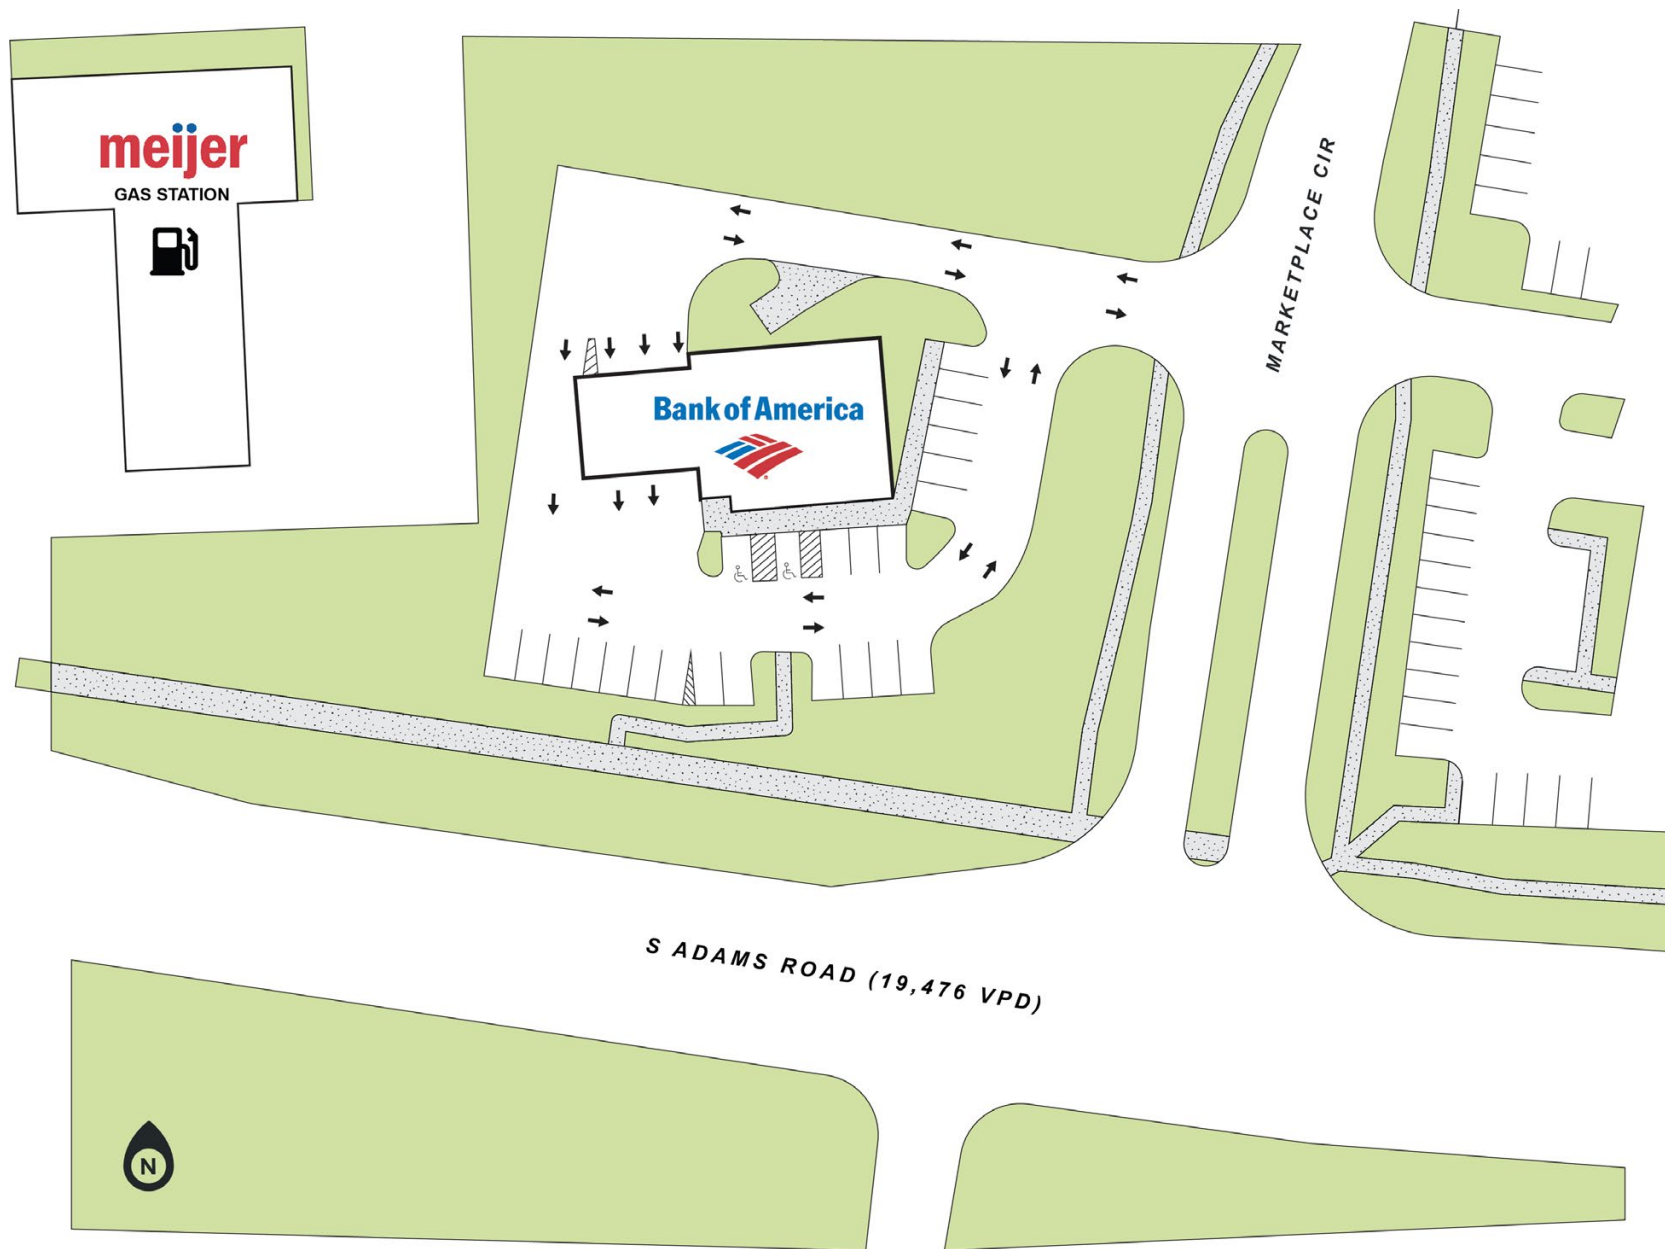 meijer
GAS STATION
MARKETPLACE CIR
Bank of America
S ADAMS ROAD (19,476 VPD)
N